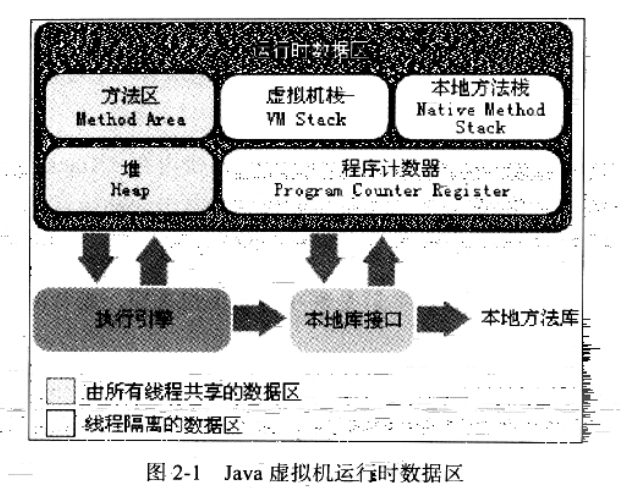 运行时数据区
方法区
Method Area
虚拟机栈
VM Stack
本地方法栈
Native Method
Stack
堆
Heap
程序计数器
Program Counter Register
执行引擎
本地库接口
本地方法库
由所有线程共享的数据区
线程隔离的数据区
图 2-1 Java 虚拟机运行时数据区